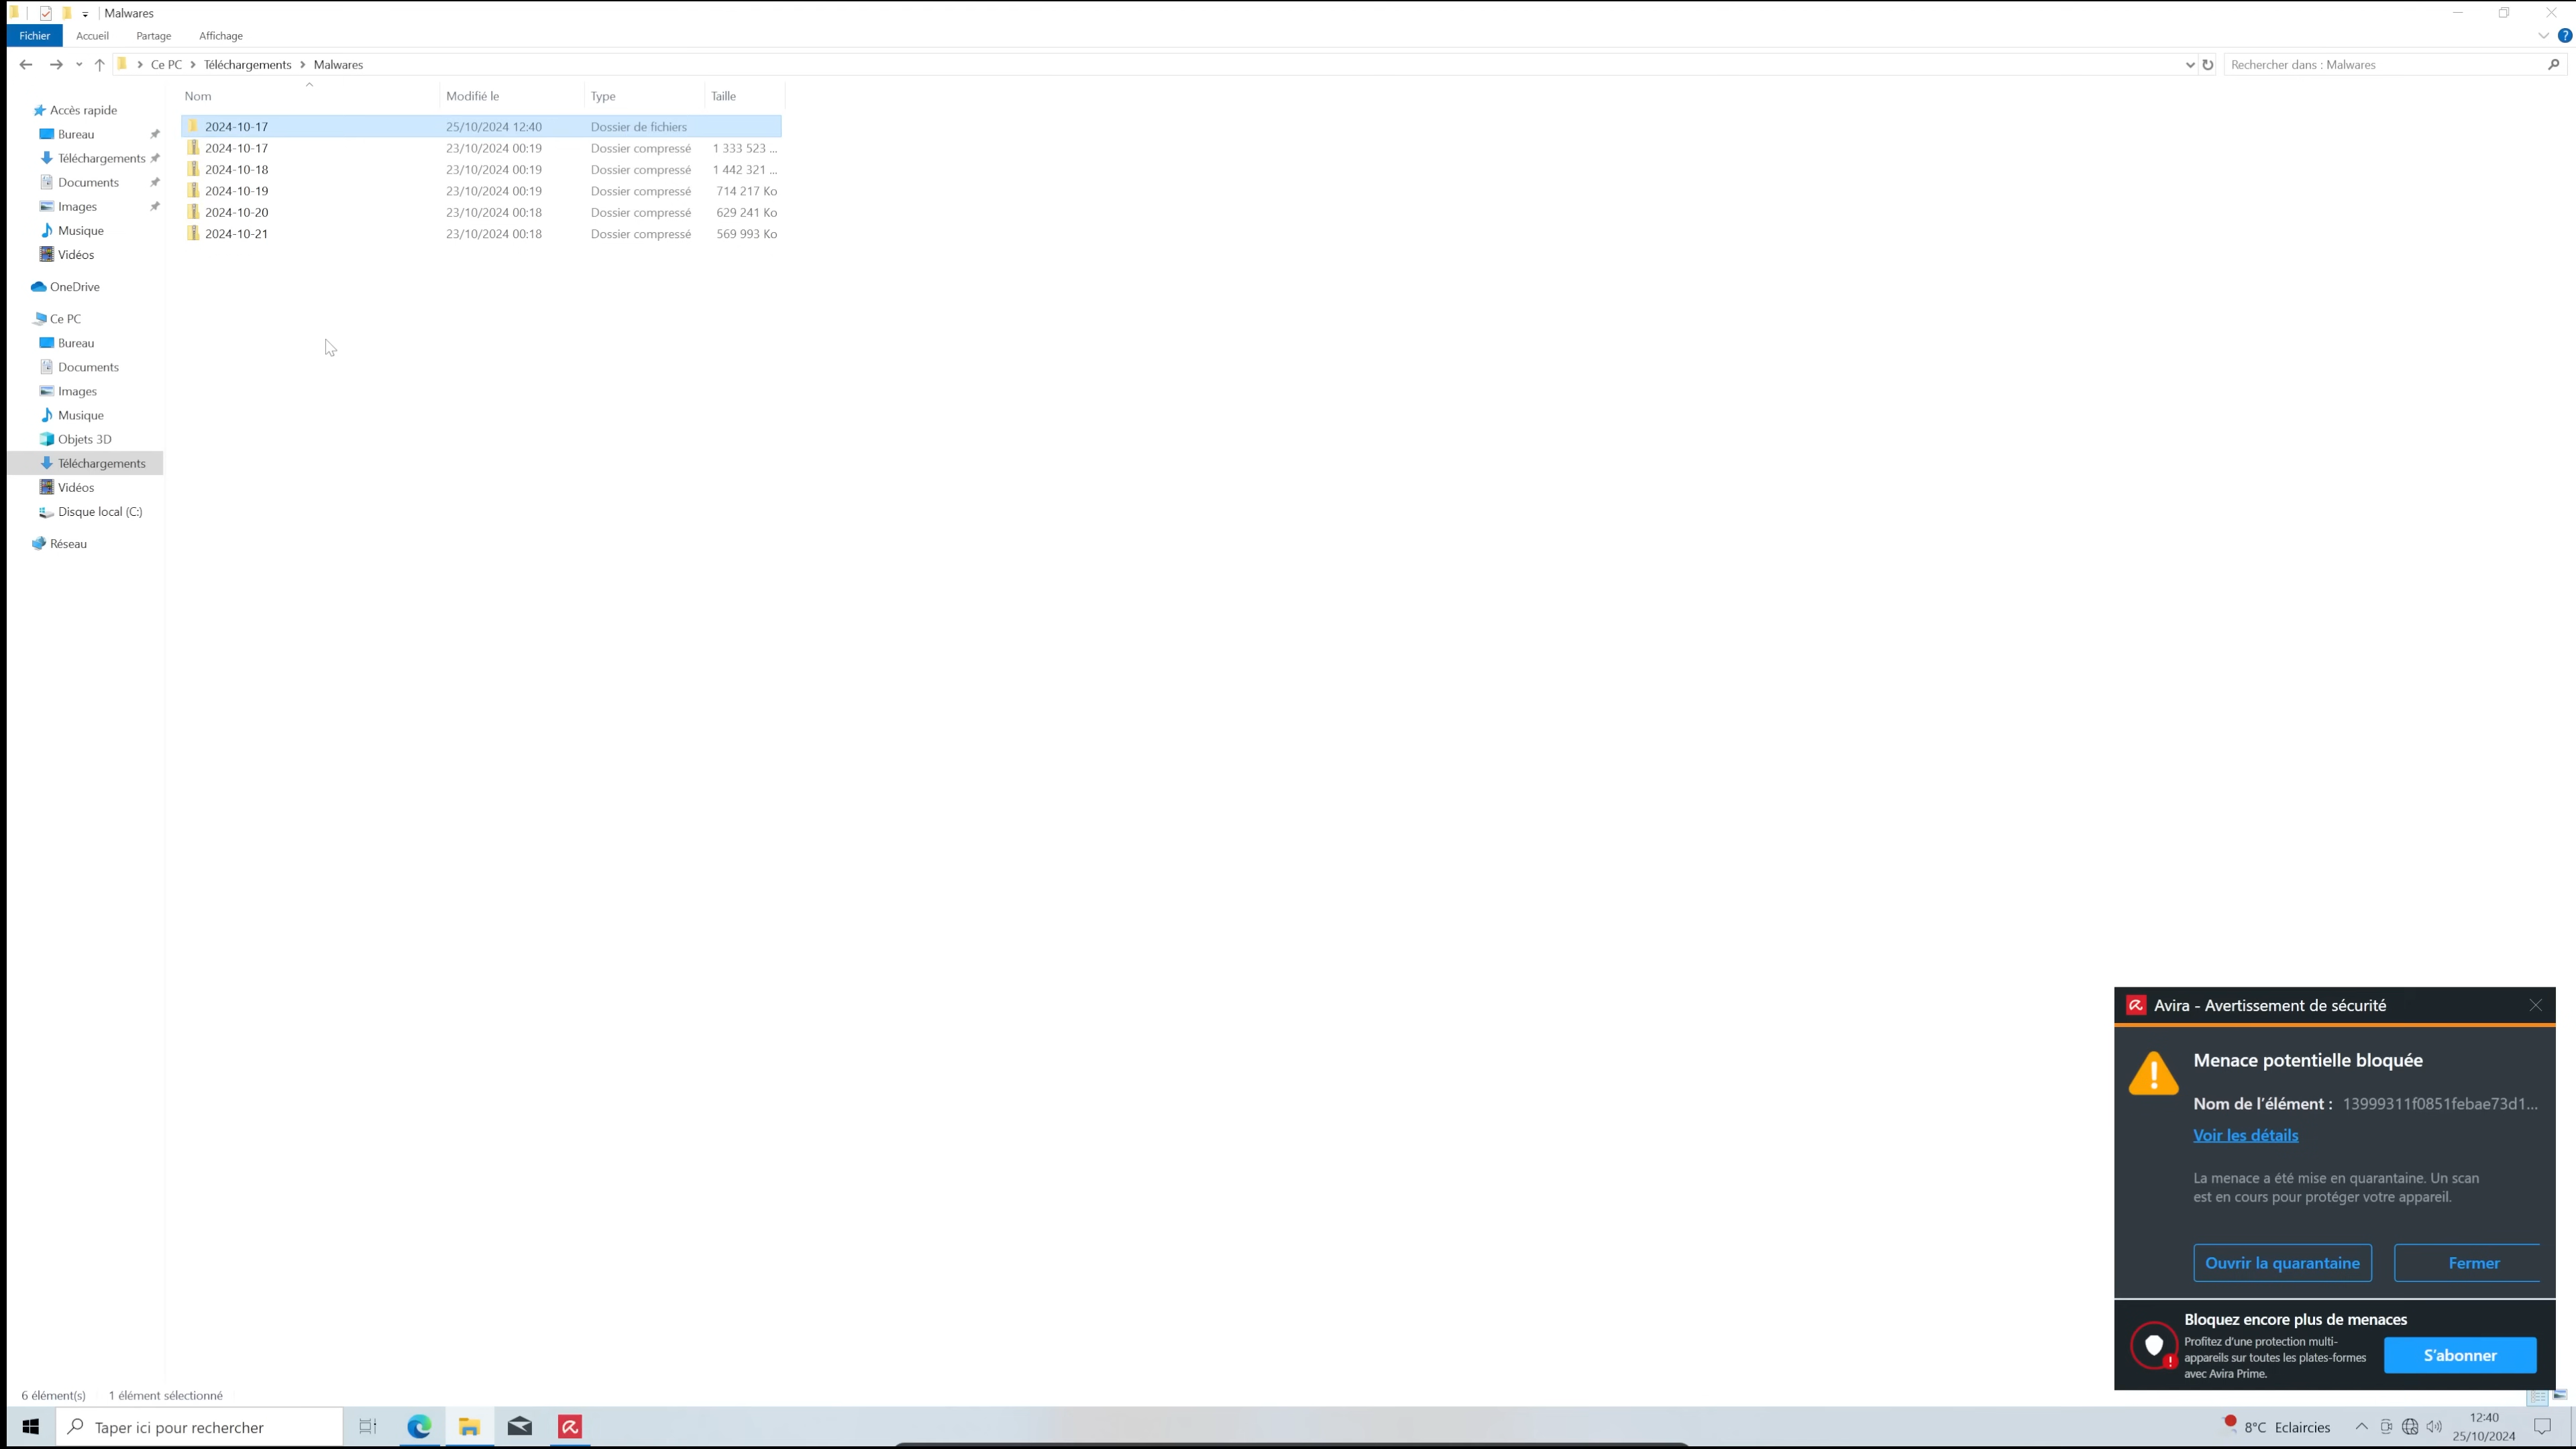 Malwares
Fichier Accueil Partage Affichage
Ce PC Téléchargements Malwares
Rechercher dans : Malwares
Nom Modifié le Type Taille
2024-10-17 25/10/2024 12:40 Dossier de fichiers
2024-10-17 23/10/2024 00:19 Dossier compressé 1 333 523 ...
2024-10-18 23/10/2024 00:19 Dossier compressé 1 442 321 ...
2024-10-19 23/10/2024 00:19 Dossier compressé 714 217 Ko
2024-10-20 23/10/2024 00:18 Dossier compressé 629 241 Ko
2024-10-21 23/10/2024 00:18 Dossier compressé 569 993 Ko
Accès rapide
Bureau
Téléchargements
Documents
Images
Musique
Vidéos
OneDrive
Ce PC
Bureau
Documents
Images
Musique
Objets 3D
Téléchargements
Vidéos
Disque local (C:)
Réseau
Avira - Avertissement de sécurité
Menace potentielle bloquée
Nom de l'élément : 13999311f0851febae73d1...
Voir les détails
La menace a été mise en quarantaine. Un scan
est en cours pour protéger votre appareil.
Ouvrir la quarantaine Fermer
Bloquez encore plus de menaces
Profitez d'une protection multi-
appareils sur toutes les plates-formes
avec Avira Prime.
S'abonner
6 élément(s) 1 élément sélectionné
Taper ici pour rechercher
8°C Eclaircies
12:40
25/10/2024